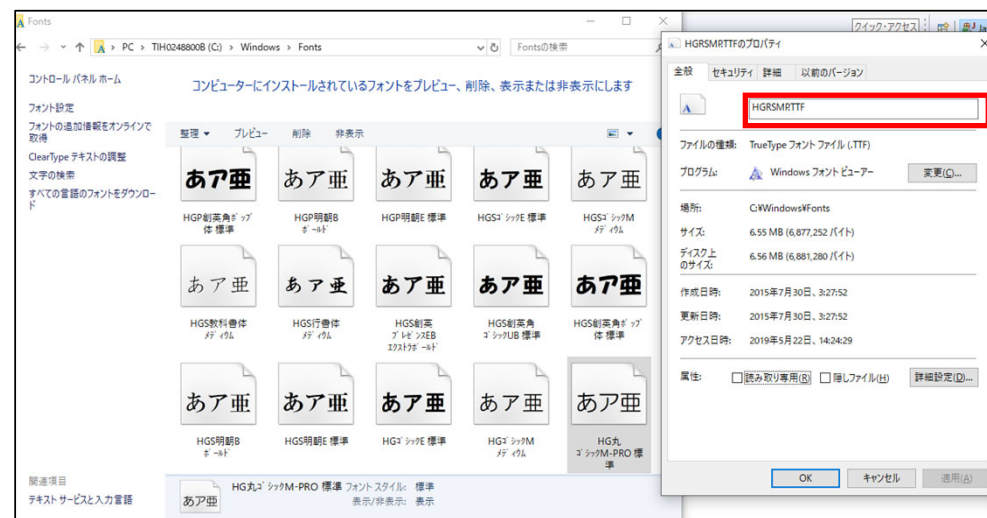 Fonts
PC > TIH0248800B (C:) > Windows > Fonts
Fontsの検索
コントロール パネル ホーム
フォント設定
フォントの追加情報をオンラインで
取得
ClearType テキストの調整
文字の検索
すべての言語のフォントをダウンロー
ド
関連項目
テキスト サービスと入力言語
コンピューターにインストールされているフォントをプレビュー、削除、表示または非表示にします
整理 プレビュー 削除 非表示
あア亜 あア亜 あア亜 あア亜 あア亜
HGP創英角ポップ
体 標準
HGP明朝B
ボールド
HGP明朝E 標準
HGSゴシックE 標準
HGSゴシックM
メディウム
あア亜 あア亜 あア亜 あア亜 あア亜
HGS教科書体
メディウム
HGS行書体
メディウム
HGS創英
プレゼンスEB
エクストラボールド
HGS創英角
ゴシックUB 標準
HGS創英角ポップ
体 標準
あア亜 あア亜 あア亜 あア亜 あア亜
HGS明朝B
ボールド
HGS明朝E 標準
HGゴシックE 標準
HGゴシックM
メディウム
HG丸
ゴシックM-PRO 標
準
あア亜
HG丸ゴシックM-PRO 標準 フォント スタイル: 標準
表示/非表示: 表示
クイック・アクセス
HGRSMP.TTFのプロパティ
全般 セキュリティ 詳細 以前のバージョン
HGRSMP.TTF
ファイルの種類: TrueType フォント ファイル (.TTF)
プログラム: Windows フォント ビューアー 変更(C)...
場所: C:¥Windows¥Fonts
サイズ: 6.55 MB (6,877,252 バイト)
ディスク上
のサイズ: 6.56 MB (6,881,280 バイト)
作成日時: 2015年7月30日、3:27:52
更新日時: 2015年7月30日、3:27:52
アクセス日時: 2019年5月22日、14:24:29
属性: 読み取り専用(R) 隠しファイル(H) 詳細設定(D)...
OK キャンセル 適用(A)